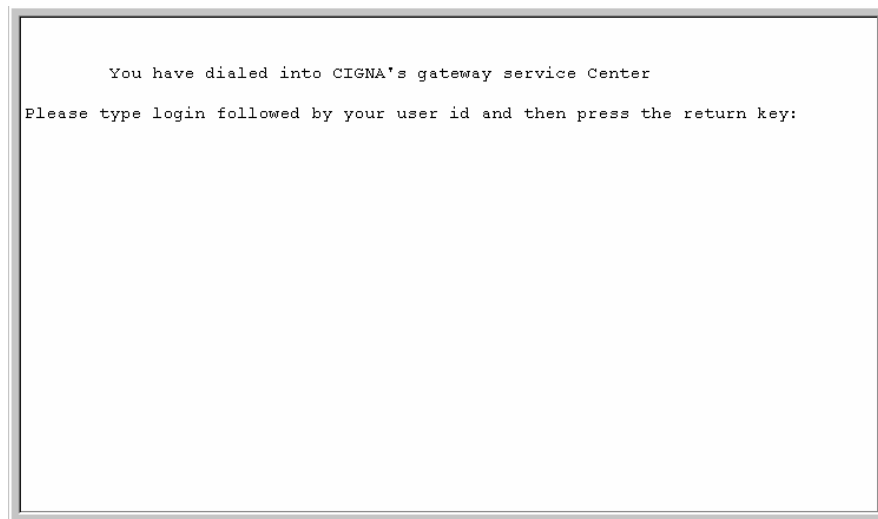 You have dialed into CIGNA's gateway service Center
Please type login followed by your user id and then press the return key: